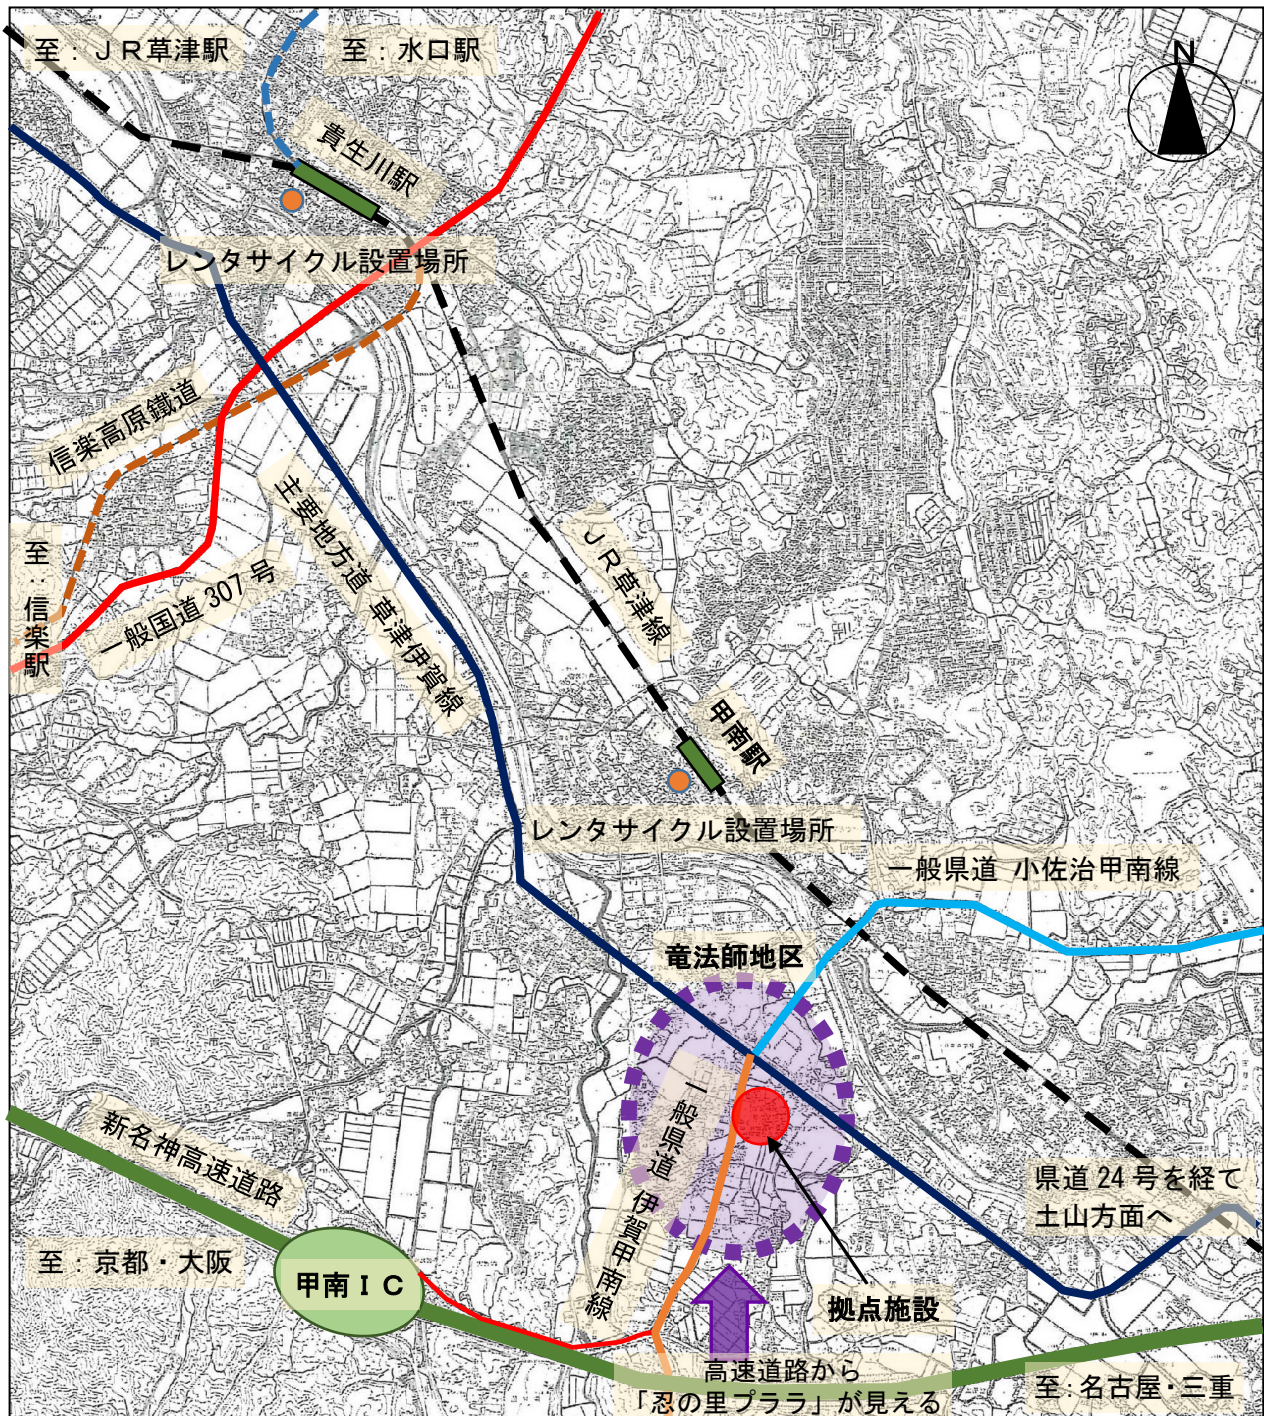 至：ＪＲ草津駅
至：水口駅
N
貴生川駅
レンタサイクル設置場所
信楽高原鐵道
至：信楽駅
一般国道 307 号
主要地方道 草津伊賀線
ＪＲ草津線
甲南駅
レンタサイクル設置場所
一般県道 小佐治甲南線
竜法師地区
一般県道 伊賀甲南線
新名神高速道路
県道 24 号を経て
土山方面へ
至：京都・大阪
甲南ＩＣ
拠点施設
高速道路から
「忍の里プララ」が見える
至：名古屋・三重